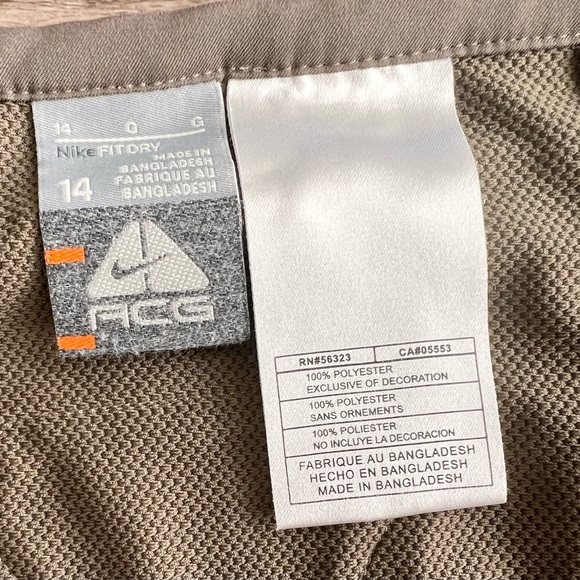 14 G G
Nike FIT DRY
MADE IN
BANGLADESH
14 FABRIQUE AU
BANGLADESH
ACG
RN#56323 CA#05553
100% POLYESTER
EXCLUSIVE OF DECORATION
100% POLYESTER
SANS ORNEMENTS
100% POLIESTER
NO INCLUYE LA DECORACION
FABRIQUE AU BANGLADESH
HECHO EN BANGLADESH
MADE IN BANGLADESH